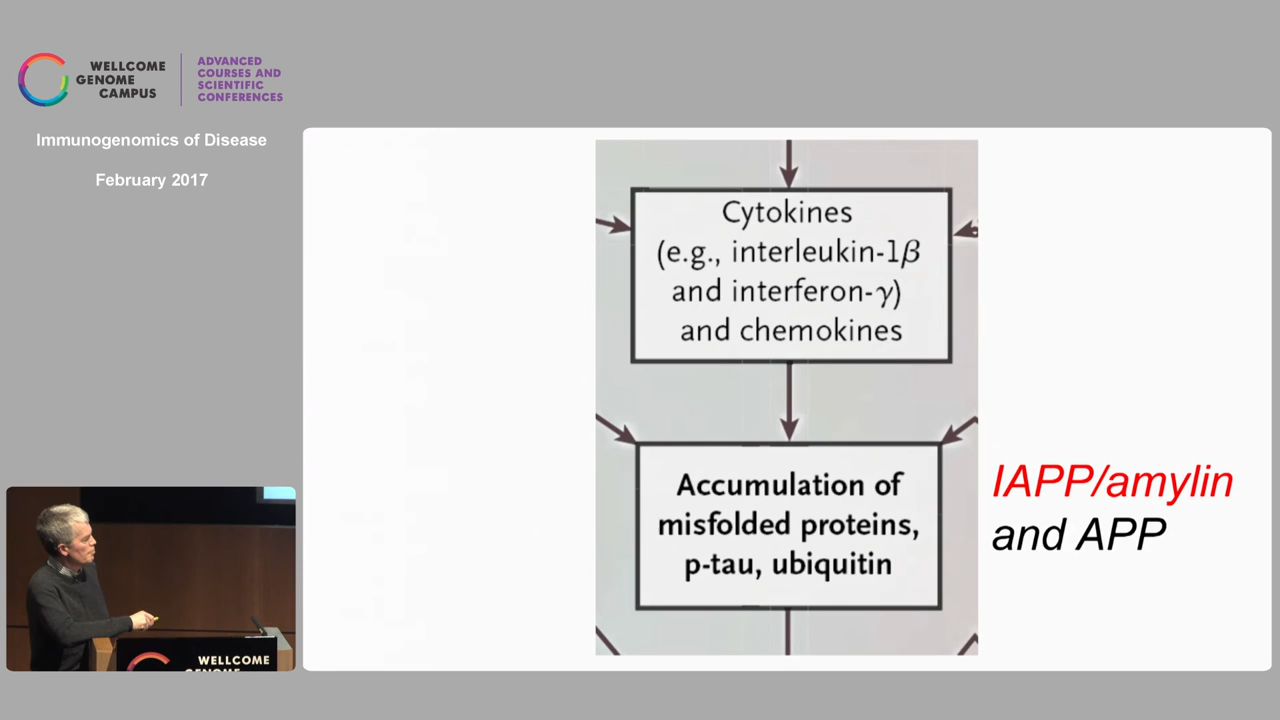 WELLCOME
GENOME
CAMPUS
ADVANCED
COURSES AND
SCIENTIFIC
CONFERENCES
Immunogenomics of Disease
February 2017
Cytokines
(e.g., interleukin-1β
and interferon-γ)
and chemokines
Accumulation of
misfolded proteins,
p-tau, ubiquitin
IAPP/amylin
and APP
WELLCOME
GENOME